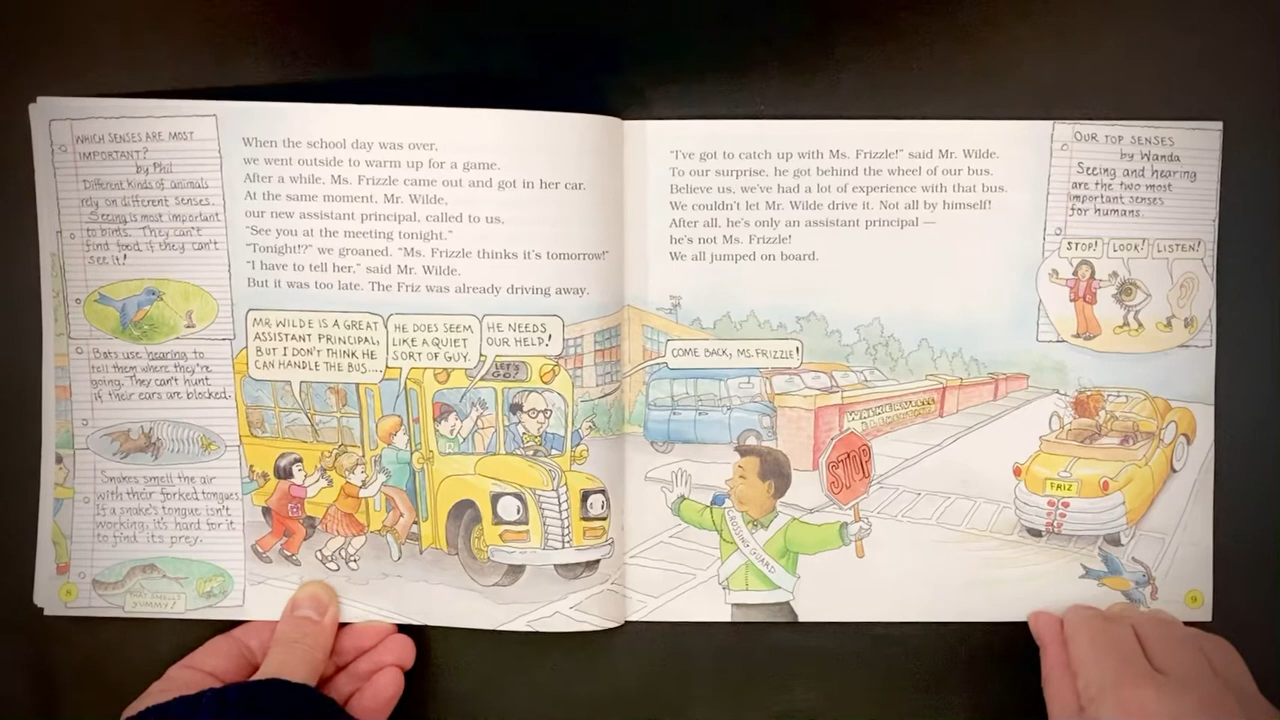 WHICH SENSES ARE MOST
IMPORTANT?
by Phil
Different kinds of animals
rely on different senses.
Seeing is most important
to birds. They can't
find food if they can't
see it!
Bats use hearing to
tell them where they're
going. They can't hunt
if their ears are blocked.
Snakes smell the air
with their forked tongues.
If a snake's tongue isn't
working, it's hard for it
to find its prey.
THAT SMELLS
YUMMY!
8
When the school day was over,
we went outside to warm up for a game.
After a while, Ms. Frizzle came out and got in her car.
At the same moment, Mr. Wilde,
our new assistant principal, called to us,
"See you at the meeting tonight."
"Tonight!?" we groaned. "Ms. Frizzle thinks it's tomorrow!"
"I have to tell her," said Mr. Wilde.
But it was too late. The Friz was already driving away.
MR. WILDE IS A GREAT
ASSISTANT PRINCIPAL,
BUT I DON'T THINK HE
CAN HANDLE THE BUS....
HE DOES SEEM
LIKE A QUIET
SORT OF GUY.
HE NEEDS
OUR HELP!
LET'S
GO!
R
"I've got to catch up with Ms. Frizzle!" said Mr. Wilde.
To our surprise, he got behind the wheel of our bus.
Believe us, we've had a lot of experience with that bus.
We couldn't let Mr. Wilde drive it. Not all by himself!
After all, he's only an assistant principal —
he's not Ms. Frizzle!
We all jumped on board.
COME BACK, MS. FRIZZLE!
WALKERVILLE
ELEMENTARY
STOP
CROSSING GUARD
FRIZ
OUR TOP SENSES
by Wanda
Seeing and hearing
are the two most
important senses
for humans.
STOP!
LOOK!
LISTEN!
9